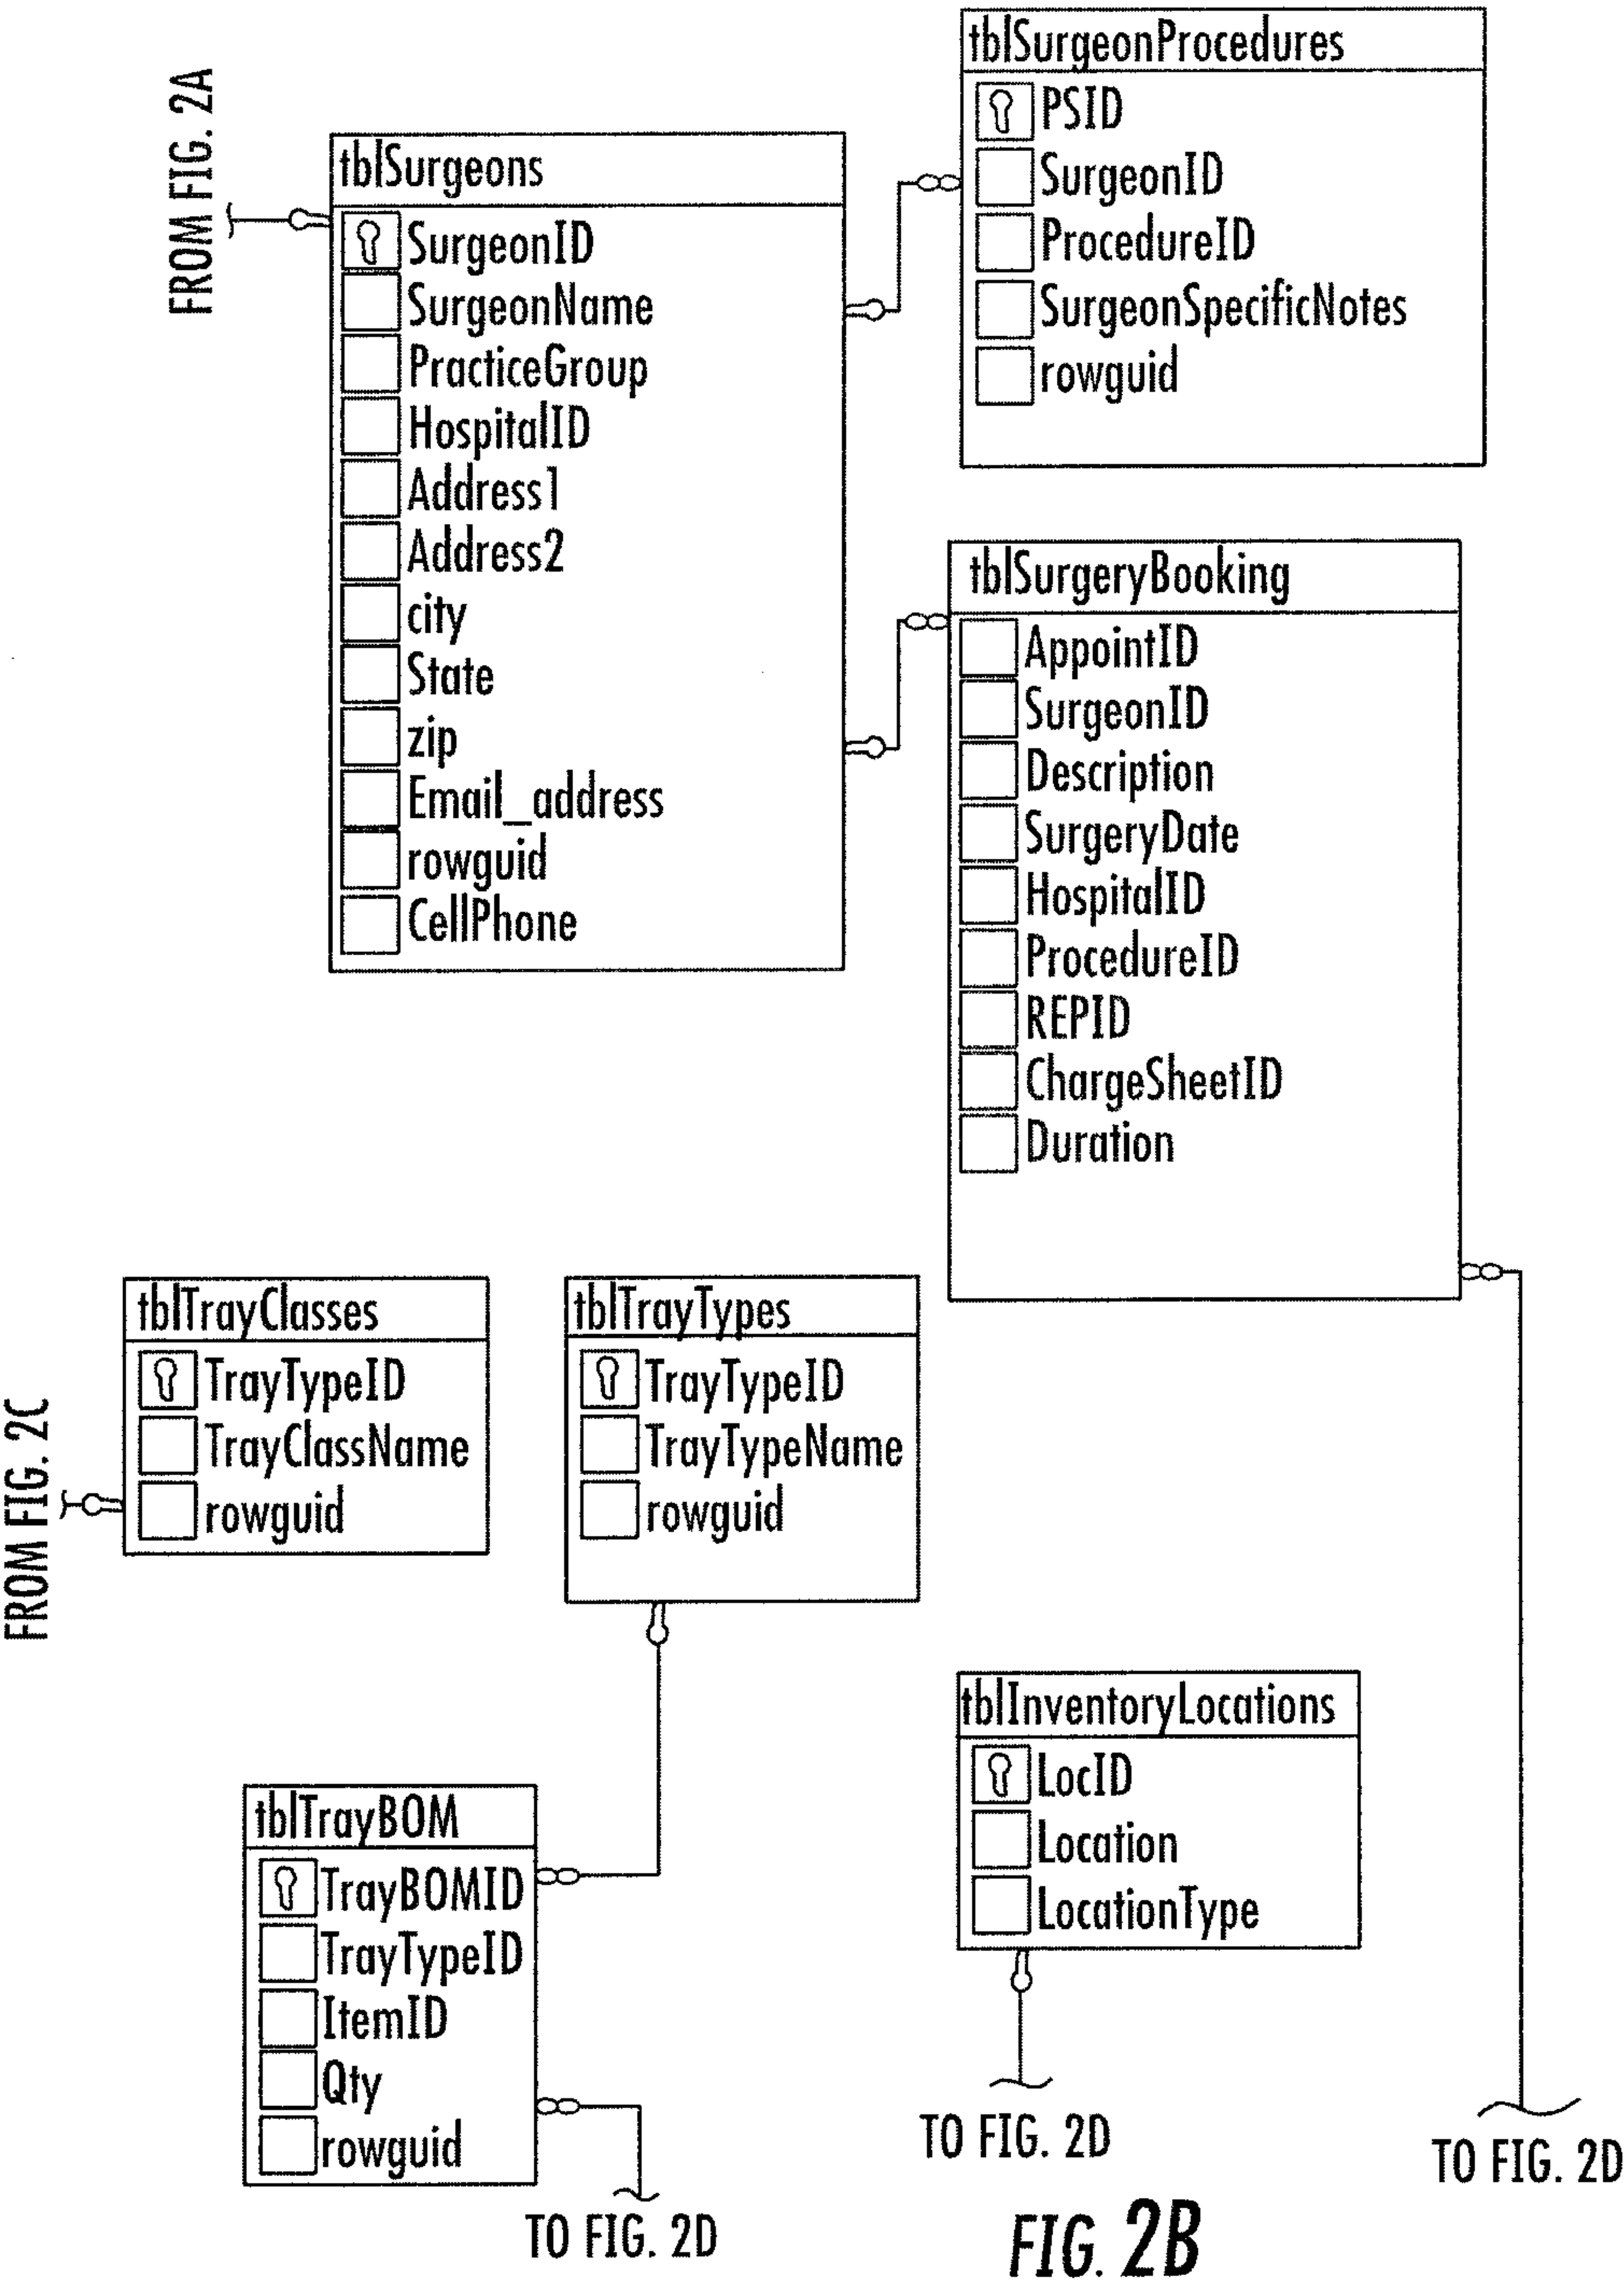 FROM FIG. 2A
tblSurgeons
SurgeonID
SurgeonName
PracticeGroup
HospitalID
Address1
Address2
city
State
zip
Email_address
rowguid
CellPhone
tblSurgeonProcedures
PSID
SurgeonID
ProcedureID
SurgeonSpecificNotes
rowguid
tblSurgeryBooking
AppointID
SurgeonID
Description
SurgeryDate
HospitalID
ProcedureID
REPID
ChargeSheetID
Duration
FROM FIG. 2C
tblTrayClasses
TrayTypeID
TrayClassName
rowguid
tblTrayTypes
TrayTypeID
TrayTypeName
rowguid
tblTrayBOM
TrayBOMID
TrayTypeID
ItemID
Qty
rowguid
tblInventoryLocations
LocID
Location
LocationType
TO FIG. 2D
TO FIG. 2D
TO FIG. 2D
FIG. 2B